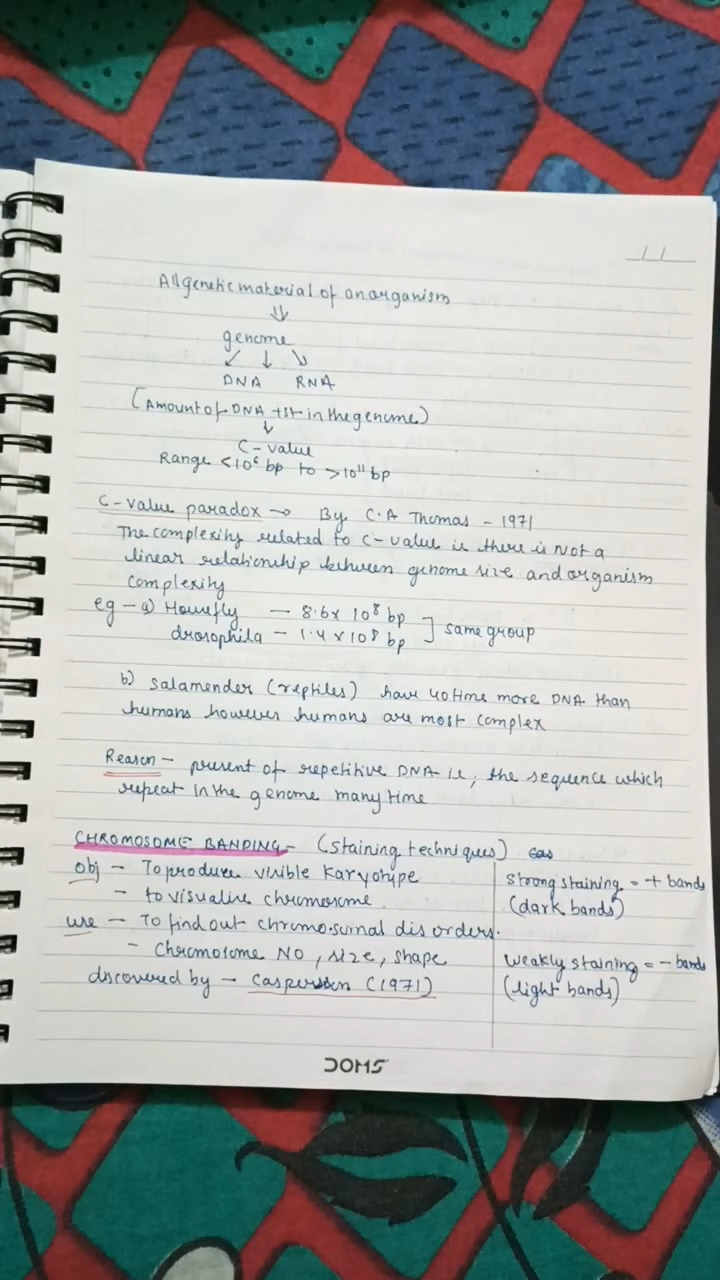 All genetic material of an organism
⇓
genome
↙ ↓ ↘
DNA RNA
(Amount of DNA +st in the genome)
↓
C-value
Range <10⁶ bp to >10¹¹ bp
C-value paradox → By C.A Thomas - 1971
The complexity related to C-value ie there is not a
linear relationship between genome size and organism
complexity
eg - a) Housefly - 8.6 x 10⁸ bp
drosophila - 1.4 x 10⁸ bp ] same group
b) salamender (reptiles) have 40 time more DNA than
humans however humans are most complex
Reason - present of repetitive DNA i.e, the sequence which
repeat in the genome many time
CHROMOSOME BANDING - (Staining techniques)
obj - To produce visible Karyotype
- to visualise chromosome
use - To find out chromosomal disorders.
- Chromosome No, size, shape
discovered by - Caspersson (1971)
strong staining = + bands
(dark bands)
weakly staining = - bands
(light bands)
DOMS